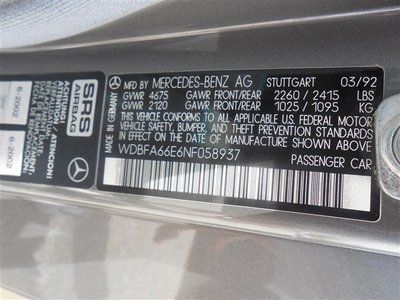 MFD. BY MERCEDES-BENZ AG STUTTGART 03/92
GVWR 4675 GAWR FRONT/REAR 2260 / 2415 LBS
GVWR 2120 GAWR FRONT/REAR 1025 / 1095 KG
THIS VEHICLE CONFORMS TO ALL APPLICABLE U.S. FEDERAL MOTOR
VEHICLE SAFETY, BUMPER, AND THEFT PREVENTION STANDARDS IN
EFFECT ON THE DATE OF MANUFACTURE SHOWN ABOVE.
WDBFA66E6NF058937 PASSENGER CAR
SRS
AIRBAG
ACHTUNG!
¡ATENCION!
6-2002
6-2002